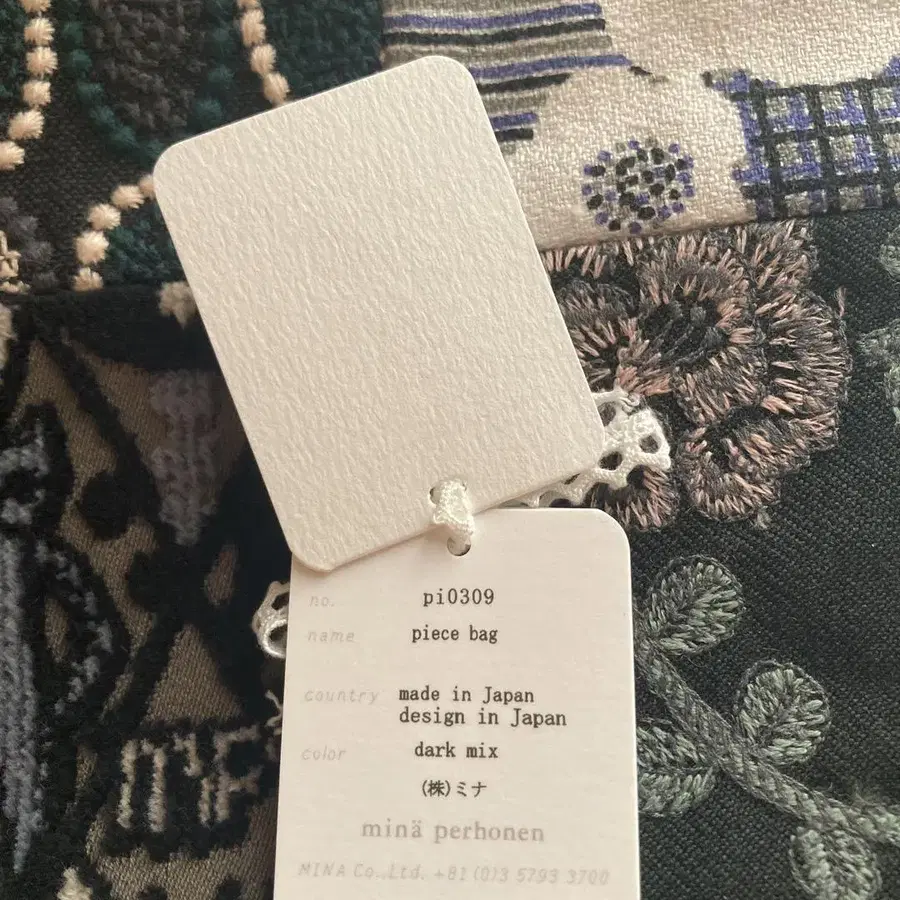 no. pi0309
name piece bag
country made in Japan
design in Japan
color dark mix
(株)ミナ
minä perhonen
MINA Co.,Ltd. +81 (0)3 5793 3700